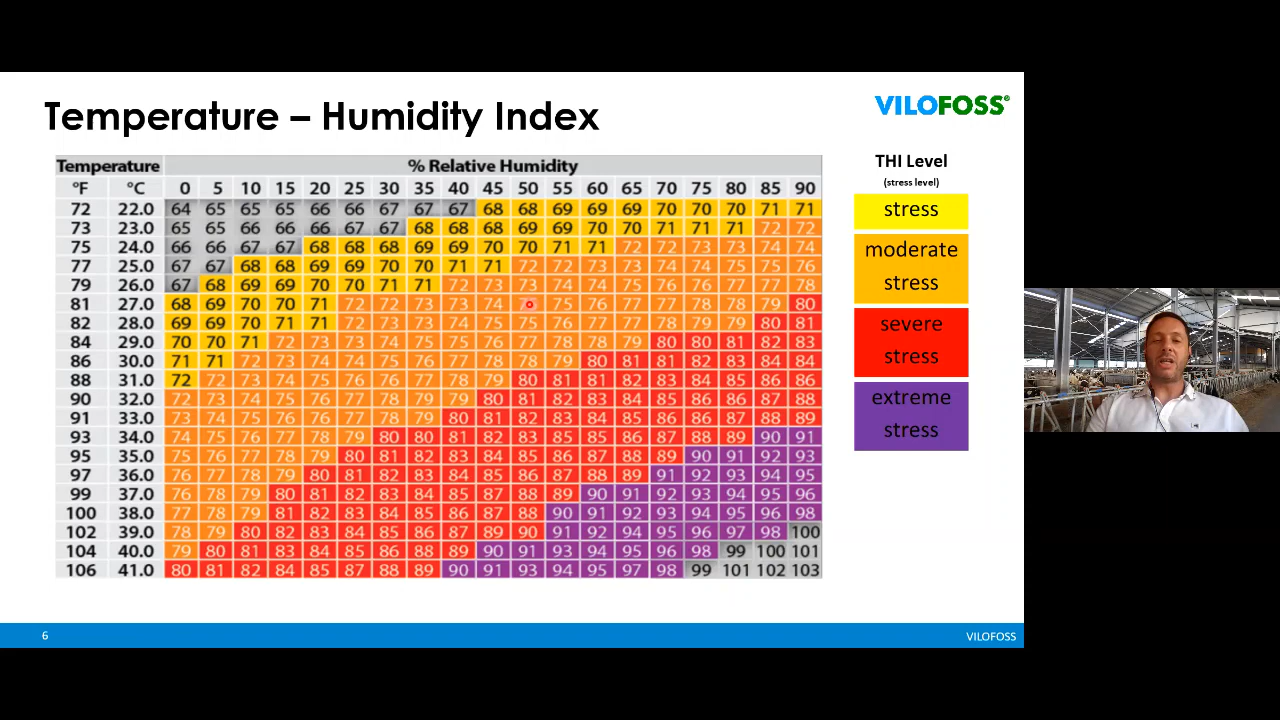 Temperature – Humidity Index
VILOFOSS®
Temperature % Relative Humidity
°F °C 0 5 10 15 20 25 30 35 40 45 50 55 60 65 70 75 80 85 90
72 22.0 64 65 65 65 66 66 67 67 67 68 68 69 69 69 70 70 70 71 71
73 23.0 65 65 66 66 66 67 67 68 68 68 69 69 70 70 71 71 71 72 72
75 24.0 66 66 67 67 68 68 68 69 69 70 70 71 71 72 72 73 73 74 74
77 25.0 67 67 68 68 69 69 70 70 71 71 72 72 73 73 74 74 75 75 76
79 26.0 67 68 69 69 70 70 71 71 72 72 73 73 74 75 75 76 77 77 78
81 27.0 68 69 70 70 71 72 72 73 73 74 75 76 77 77 78 78 79 80
82 28.0 69 69 70 71 71 72 73 73 74 75 75 76 77 77 78 79 79 80 81
84 29.0 70 70 71 72 73 73 74 75 75 76 77 78 78 79 80 80 81 82 83
86 30.0 71 71 72 73 74 74 75 76 76 78 78 79 80 81 81 82 83 84 84
88 31.0 72 72 73 74 75 76 76 77 78 79 80 81 81 82 83 84 85 86 86
90 32.0 72 73 74 75 76 77 78 79 79 80 81 82 83 84 85 86 86 87 88
91 33.0 73 74 75 76 76 77 78 79 80 81 82 83 84 85 86 87 88 89
93 34.0 74 75 76 77 78 79 80 80 81 82 83 85 85 86 87 88 89 90 91
95 35.0 75 76 77 78 79 80 81 82 83 84 85 86 87 88 89 90 91 92 93
97 36.0 76 77 78 79 80 81 82 83 84 85 86 87 88 89 91 92 93 94 95
99 37.0 76 78 79 80 81 82 83 84 85 87 88 89 90 91 92 93 94 95 96
100 38.0 77 78 79 81 82 83 84 85 86 87 88 90 91 92 93 94 95 96 98
102 39.0 78 79 80 82 83 84 85 86 87 89 90 91 92 94 95 96 97 98 100
104 40.0 79 80 81 83 84 85 86 88 89 90 91 93 94 95 96 98 99 100 101
106 41.0 80 81 82 84 85 87 88 89 90 91 93 94 95 97 98 99 101 102 103
THI Level
(stress level)
stress
moderate
stress
severe
stress
extreme
stress
6
VILOFOSS